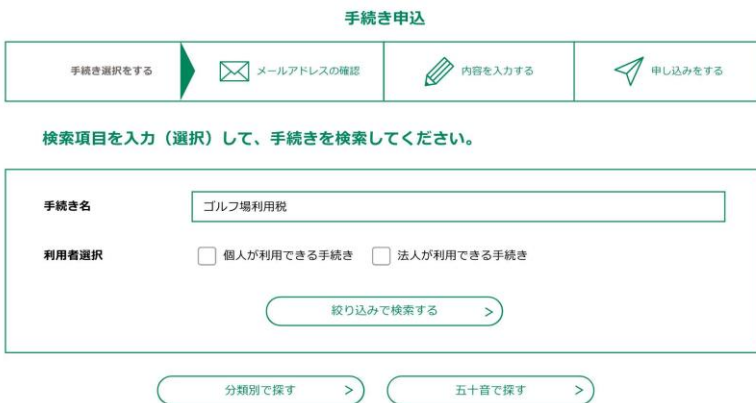 手続き申込
手続き選択をする
メールアドレスの確認
内容を入力する
申し込みをする
検索項目を入力（選択）して、手続きを検索してください。
手続き名 ゴルフ場利用税
利用者選択 個人が利用できる手続き 法人が利用できる手続き
絞り込みで検索する >
分類別で探す > 五十音で探す >